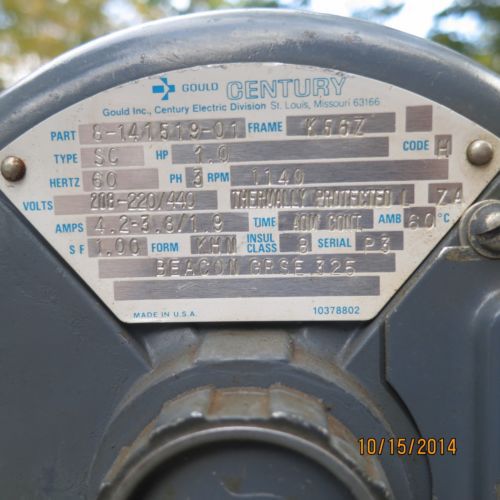 GOULD CENTURY
Gould Inc., Century Electric Division St. Louis, Missouri 63166
PART 8-141519-01 FRAME K56Z
TYPE SC HP 1.0 CODE H
HERTZ 60 PH 3 RPM 1140
VOLTS 208-220/440 THERMALLY PROTECTED L ZA
AMPS 4.2-3.8/1.9 TIME 40M CONT AMB 60°C
S F 1.00 FORM KHN INSUL CLASS B SERIAL P3
BEACON GRSE 325
MADE IN U.S.A. 10378802
10/15/2014